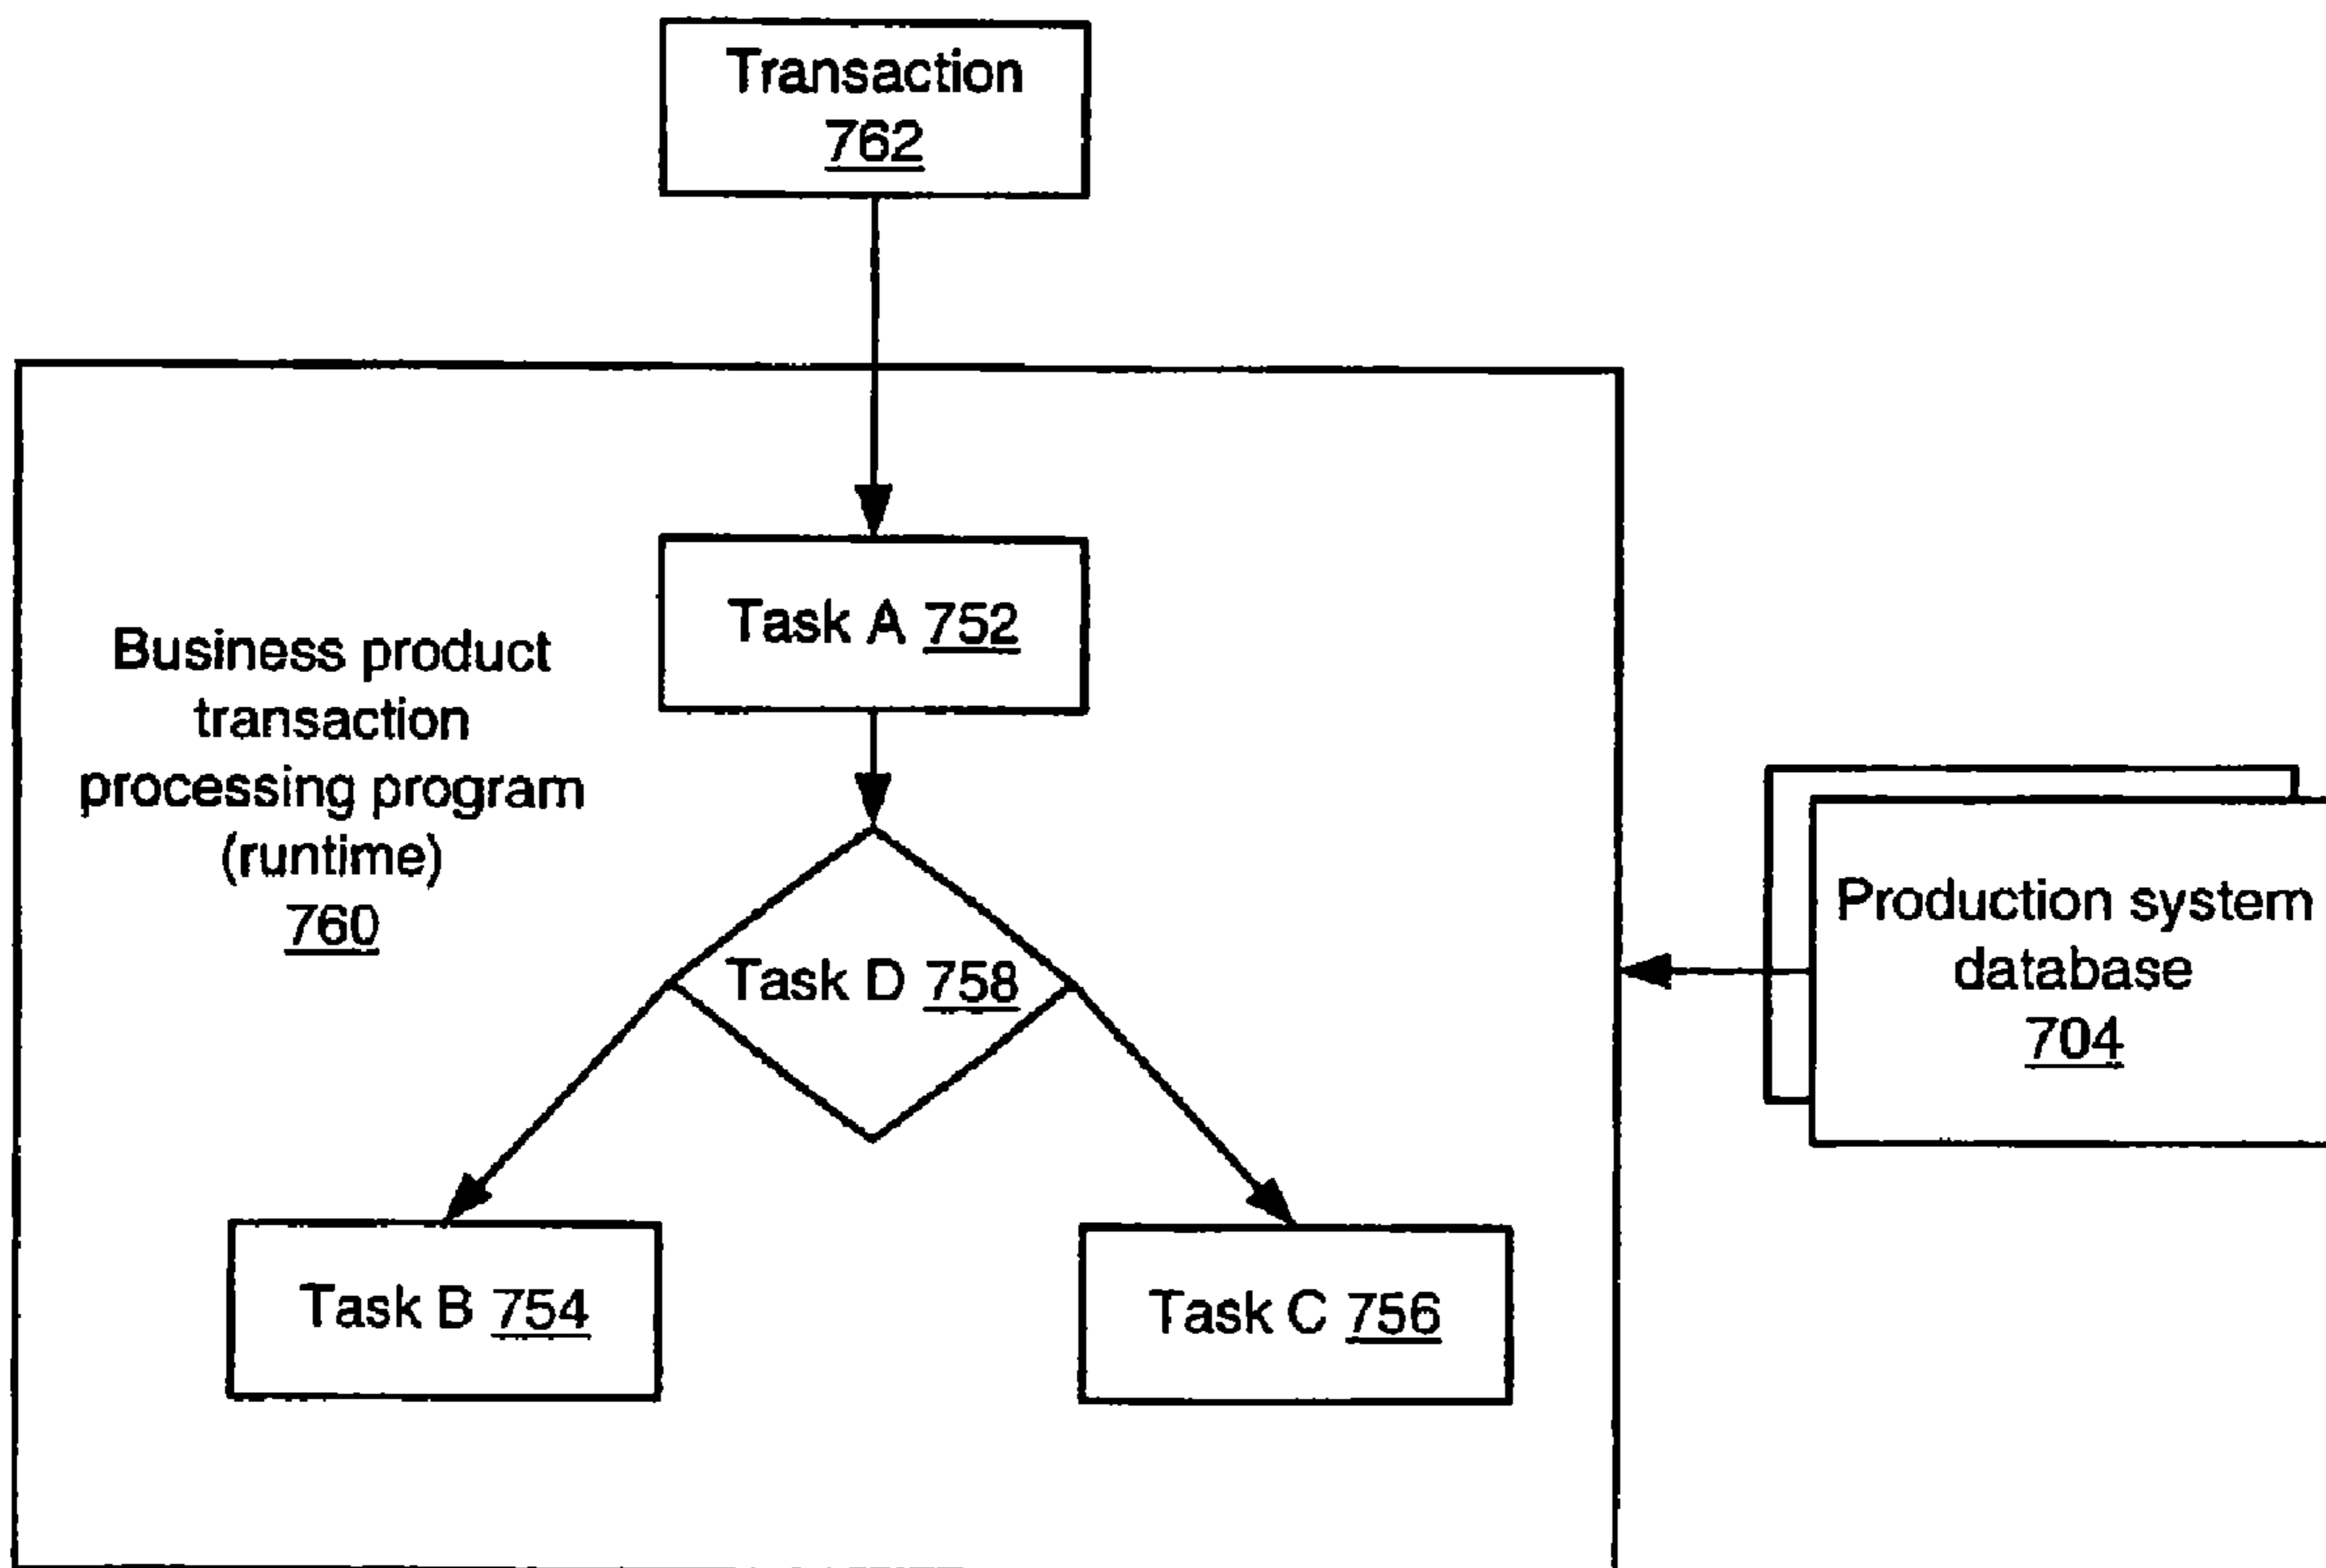 Transaction
762
Task A 752
Business product
transaction
processing program
(runtime)
760
Task D 758
Production system
database
704
Task B 754
Task C 756